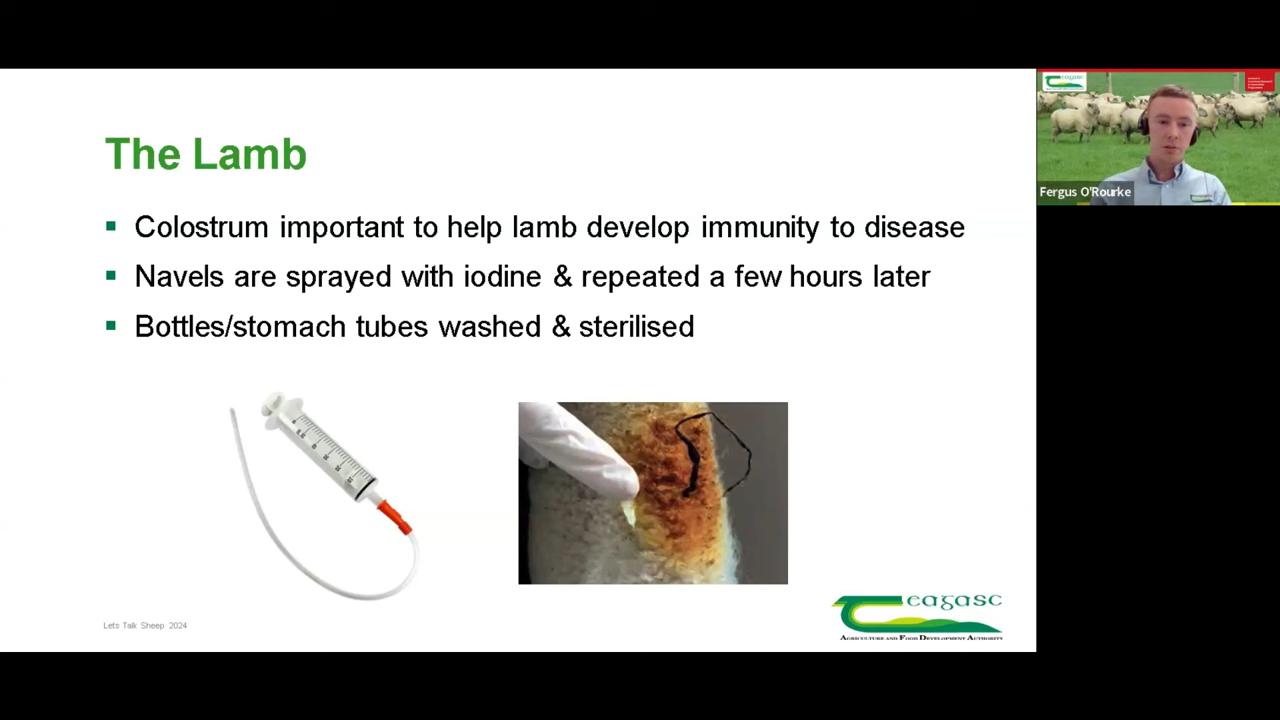 The Lamb
Colostrum important to help lamb develop immunity to disease
Navels are sprayed with iodine & repeated a few hours later
Bottles/stomach tubes washed & sterilised
Lets Talk Sheep 2024
teagasc
AGRICULTURE AND FOOD DEVELOPMENT AUTHORITY
teagasc
Fergus O'Rourke